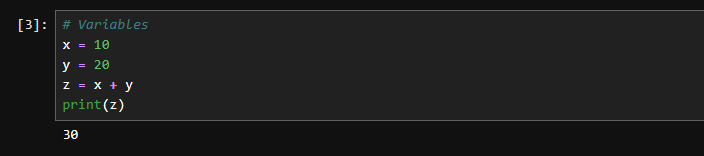 [3]: # Variables
x = 10
y = 20
z = x + y
print(z)
30